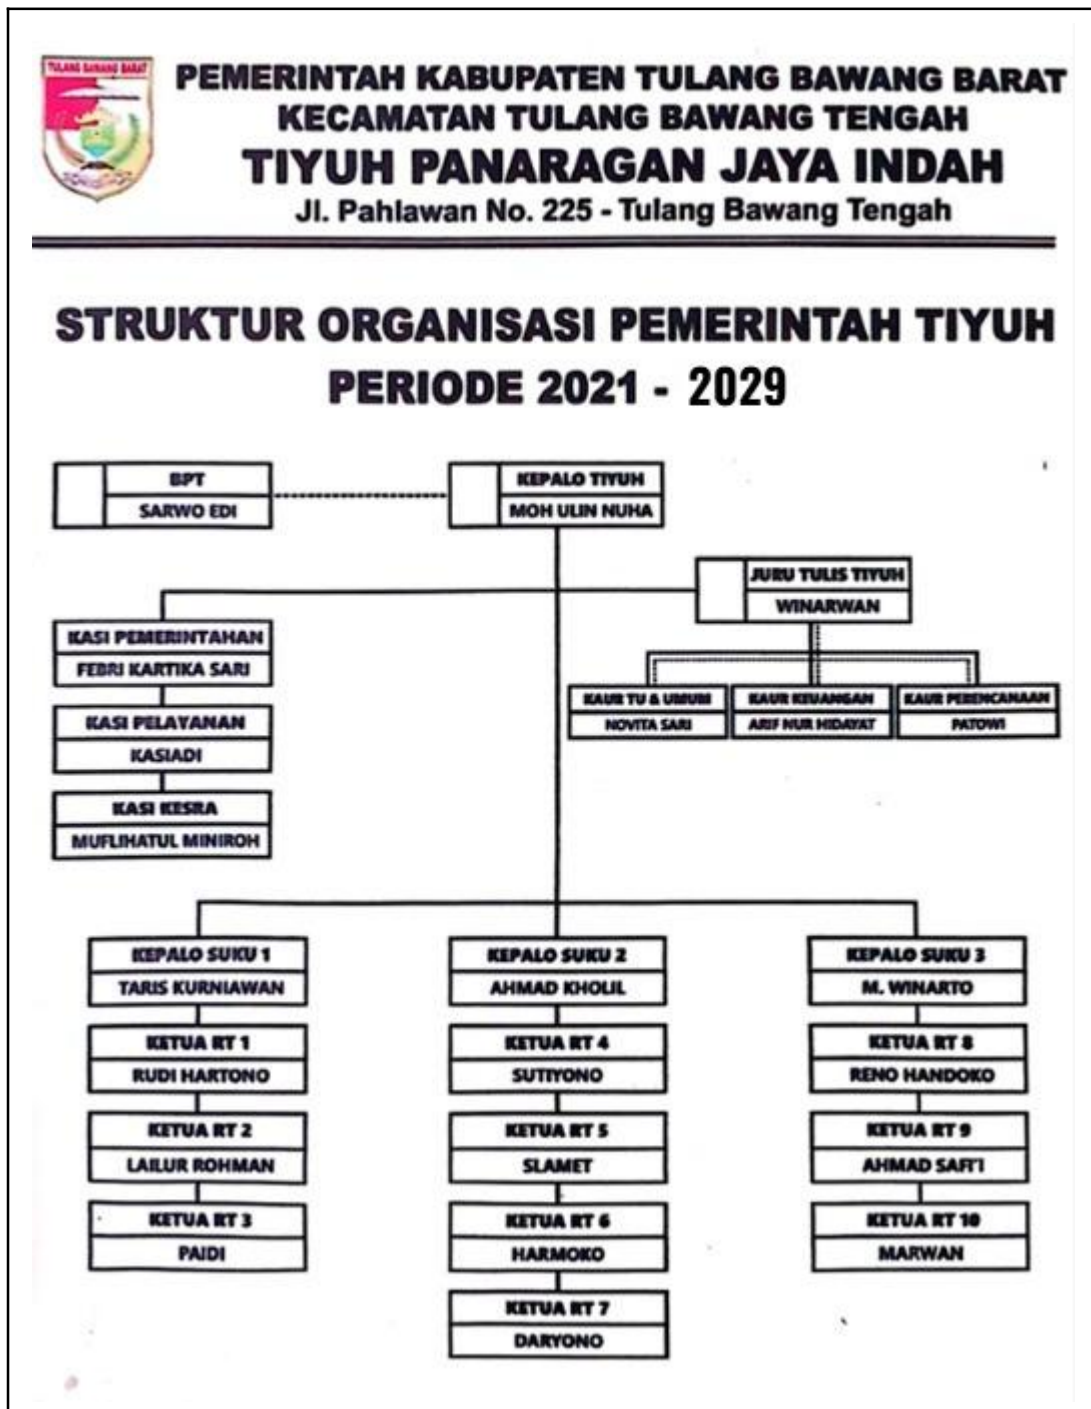 TULANG BAWANG BARAT
PEMERINTAH KABUPATEN TULANG BAWANG BARAT
KECAMATAN TULANG BAWANG TENGAH
TIYUH PANARAGAN JAYA INDAH
Jl. Pahlawan No. 225 - Tulang Bawang Tengah
STRUKTUR ORGANISASI PEMERINTAH TIYUH
PERIODE 2021 - 2029
BPT
SARWO EDI
KEPALO TIYUH
MOH ULIN NUHA
JURU TULIS TIYUH
WINARWAN
KASI PEMERINTAHAN
FEBRI KARTIKA SARI
KASI PELAYANAN
KASIADI
KASI KESRA
MUFLIHATUL MINIROH
KAUR TU & UMUM
NOVITA SARI
KAUR KEUANGAN
ARIF NUR HIDAYAT
KAUR PERENCANAAN
PATOWI
KEPALO SUKU 1
TARIS KURNIAWAN
KETUA RT 1
RUDI HARTONO
KETUA RT 2
LAILUR ROHMAN
KETUA RT 3
PAIDI
KEPALO SUKU 2
AHMAD KHOLIL
KETUA RT 4
SUTIYONO
KETUA RT 5
SLAMET
KETUA RT 6
HARMOKO
KETUA RT 7
DARYONO
KEPALO SUKU 3
M. WINARTO
KETUA RT 8
RENO HANDOKO
KETUA RT 9
AHMAD SAFI'I
KETUA RT 10
MARWAN